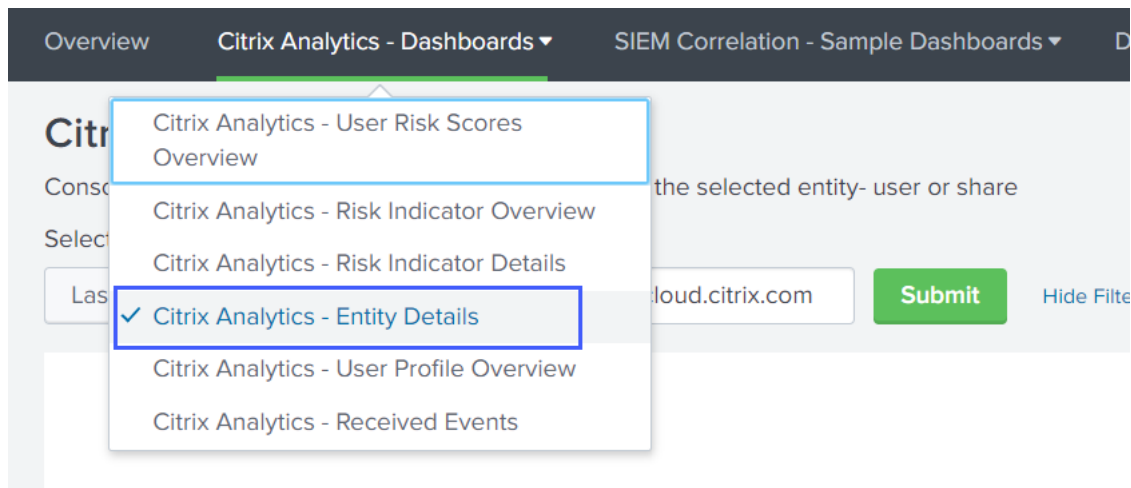 Overview Citrix Analytics - Dashboards SIEM Correlation - Sample Dashboards
Citrix Analytics - User Risk Scores
Overview
the selected entity- user or share
Citrix Analytics - Risk Indicator Overview
Citrix Analytics - Risk Indicator Details
cloud.citrix.com Submit Hide
Citrix Analytics - Entity Details
Citrix Analytics - User Profile Overview
Citrix Analytics - Received Events